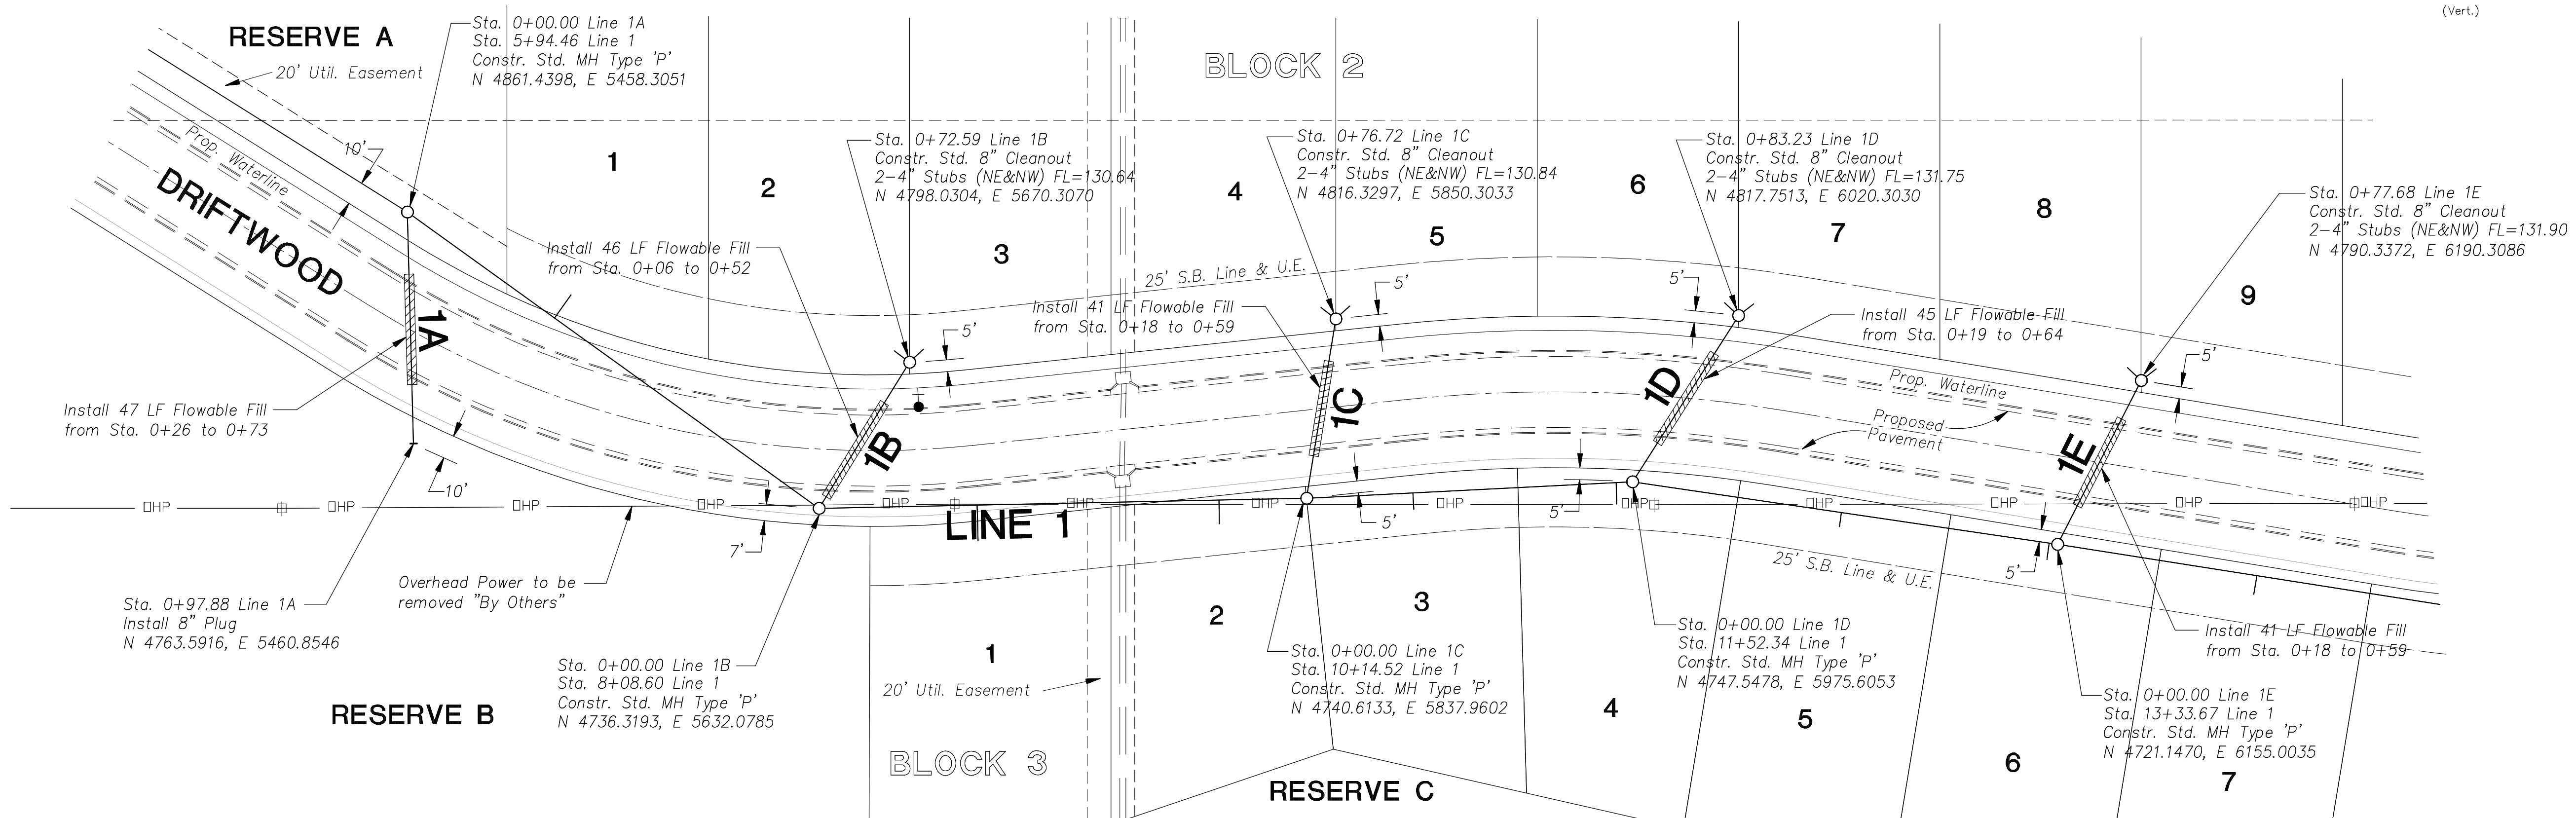 (Vert.)
RESERVE A
20' Util. Easement
Sta. 0+00.00 Line 1A
Sta. 5+94.46 Line 1
Constr. Std. MH Type 'P'
N 4861.4398, E 5458.3051
BLOCK 2
10'
Prop. Waterline
DRIFTWOOD
1
2
3
4
5
6
7
8
9
Sta. 0+72.59 Line 1B
Constr. Std. 8" Cleanout
2-4" Stubs (NE&NW) FL=130.64
N 4798.0304, E 5670.3070
Sta. 0+76.72 Line 1C
Constr. Std. 8" Cleanout
2-4" Stubs (NE&NW) FL=130.84
N 4816.3297, E 5850.3033
Sta. 0+83.23 Line 1D
Constr. Std. 8" Cleanout
2-4" Stubs (NE&NW) FL=131.75
N 4817.7513, E 6020.3030
Sta. 0+77.68 Line 1E
Constr. Std. 8" Cleanout
2-4" Stubs (NE&NW) FL=131.90
N 4790.3372, E 6190.3086
Install 46 LF Flowable Fill
from Sta. 0+06 to 0+52
25' S.B. Line & U.E.
Install 41 LF Flowable Fill
from Sta. 0+18 to 0+59
Install 45 LF Flowable Fill
from Sta. 0+19 to 0+64
5'
5'
5'
5'
1A
1B
1C
1D
1E
Prop. Waterline
Proposed
Pavement
Install 47 LF Flowable Fill
from Sta. 0+26 to 0+73
10'
▯HP
▯HP
▯HP
▯HP
▯HP
▯HP
▯HP
▯HP
▯HP
▯HP
▯HP
▯HP
▯HP
LINE 1
7'
5'
5'
5'
25' S.B. Line & U.E.
Overhead Power to be
removed "By Others"
Sta. 0+97.88 Line 1A
Install 8" Plug
N 4763.5916, E 5460.8546
Sta. 0+00.00 Line 1B
Sta. 8+08.60 Line 1
Constr. Std. MH Type 'P'
N 4736.3193, E 5632.0785
RESERVE B
1
2
3
4
5
6
7
20' Util. Easement
BLOCK 3
Sta. 0+00.00 Line 1C
Sta. 10+14.52 Line 1
Constr. Std. MH Type 'P'
N 4740.6133, E 5837.9602
RESERVE C
Sta. 0+00.00 Line 1D
Sta. 11+52.34 Line 1
Constr. Std. MH Type 'P'
N 4747.5478, E 5975.6053
Install 41 LF Flowable Fill
from Sta. 0+18 to 0+59
Sta. 0+00.00 Line 1E
Sta. 13+33.67 Line 1
Constr. Std. MH Type 'P'
N 4721.1470, E 6155.0035